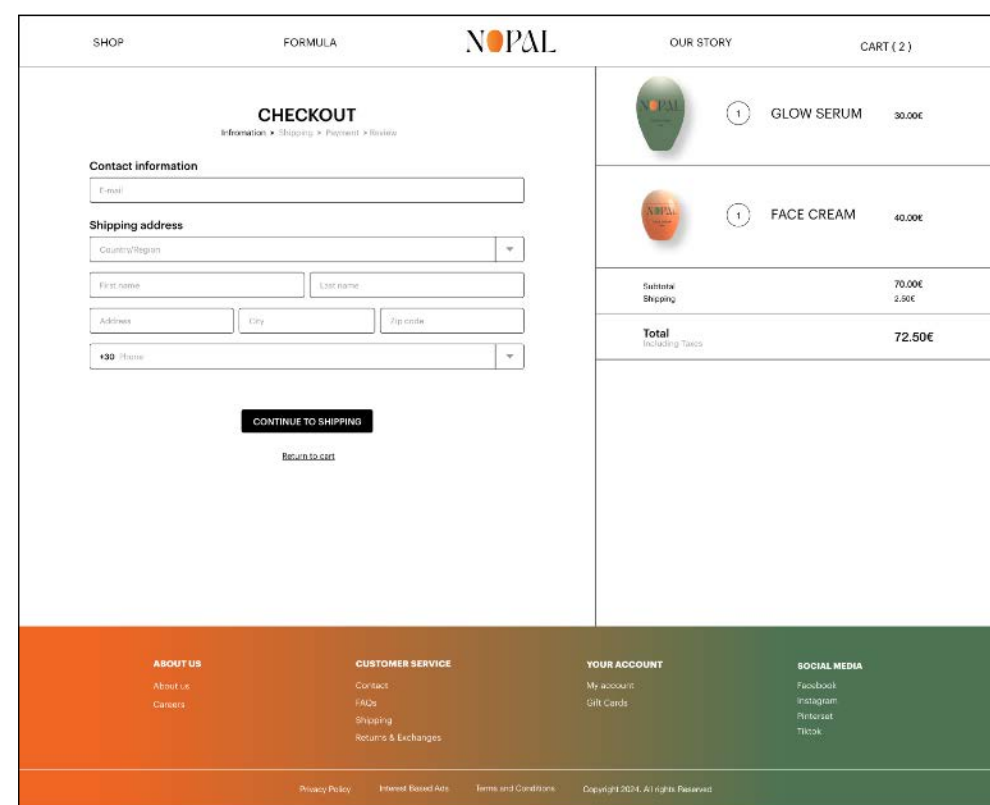 SHOP
FORMULA
NOPAL
OUR STORY
CART ( 2 )
CHECKOUT
Infromation > Shipping > Payment > Review
Contact information
E-mail
Shipping address
Country/Region
First name
Last name
Address
City
Zip code
+30 Phone
CONTINUE TO SHIPPING
Return to cart
NOPAL
1
GLOW SERUM
30.00€
NOPAL
1
FACE CREAM
40.00€
Subtotal
70.00€
Shipping
2.50€
Total
72.50€
Including Taxes
ABOUT US
About us
Careers
CUSTOMER SERVICE
Contact
FAQs
Shipping
Returns & Exchanges
YOUR ACCOUNT
My account
Gift Cards
SOCIAL MEDIA
Facebook
Instagram
Pinterset
Tiktok
Privacy Policy
Interest Based Ads
Terms and Conditions
Copyright 2024. All rights Reserved